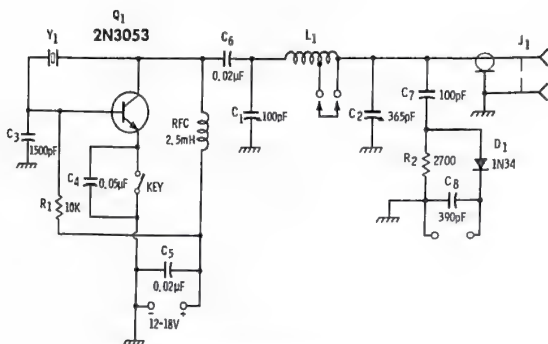 Q1
2N3053
Y1
C6
0.02µF
L1
J1
C3
1500pF
RFC
2.5mH
C1
100pF
C2
365pF
C7
100pF
C4
0.05µF
KEY
R1
10K
R2
2700
D1
1N34
C8
390pF
C5
0.02µF
- +
12-18V